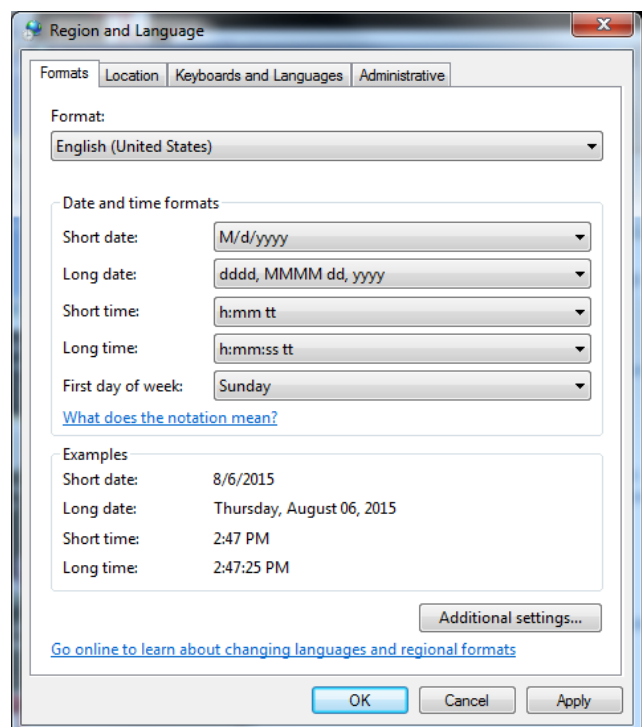 Region and Language
Formats Location Keyboards and Languages Administrative
Format:
English (United States)
Date and time formats
Short date: M/d/yyyy
Long date: dddd, MMMM dd, yyyy
Short time: h:mm tt
Long time: h:mm:ss tt
First day of week: Sunday
What does the notation mean?
Examples
Short date: 8/6/2015
Long date: Thursday, August 06, 2015
Short time: 2:47 PM
Long time: 2:47:25 PM
Additional settings...
Go online to learn about changing languages and regional formats
OK Cancel Apply